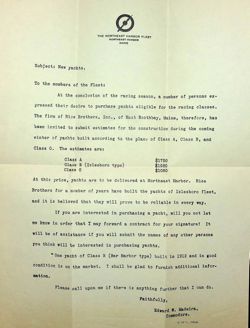 THE NORTHEAST HARBOR FLEET
NORTHEAST HARBOR
MAINE
Subject: New yachts.
To the members of the Fleet:
At the conclusion of the racing season, a number of persons ex-
pressed their desire to purchase yachts eligible for the racing classes.
The firm of Rice Brothers, Inc., of East Boothbay, Maine, therefore, has
been invited to submit estimates for the construction during the coming
winter of yachts built according to the plans of Class A, Class B, and
Class C. The estimates are:
Class A
Class B (Islesboro type)
Class C
At this price, yachts are to be delivered at Northeast Harbor. Rice
Brothers for a number of years have built the yachts of Islesboro Fleet,
and it is believed that they will prove to be reliable in every way.
If you are interested in purchasing a yacht, will you not let
me know in order that I may forward a contract for your signature? It
will be of assistance if you will submit the names of any other persons
you think will be interested in purchasing yachts.
One yacht of Class B (Bar Harbor type) built in 1912 and in good
condition is on the market. I shall be glad to furnish additional infor-
mation.
Please call upon me if there is anything further that I can do.
Faithfully,
Edward W. Madeira,
Commodore.